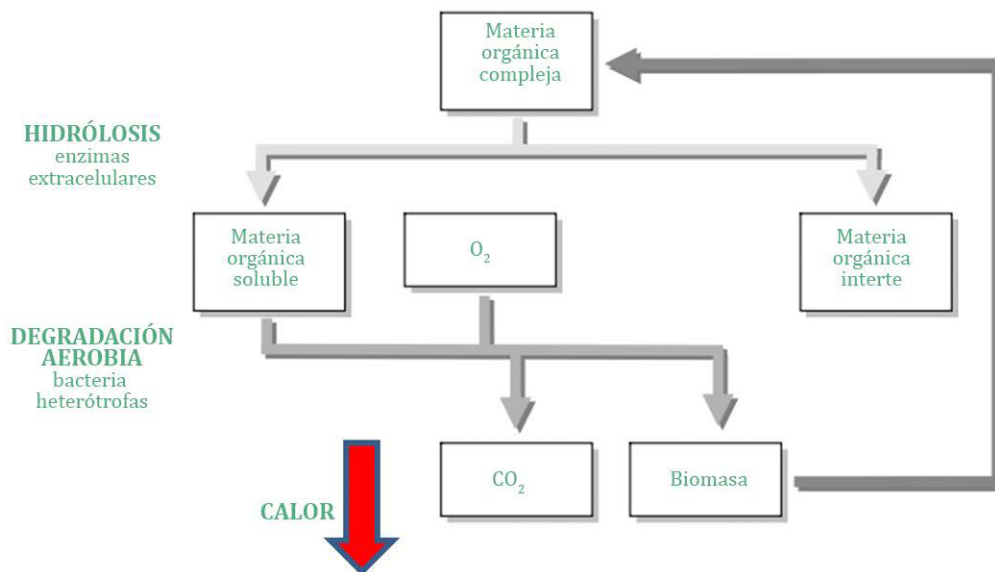 Materia
orgánica
compleja
HIDRÓLOSIS
enzimas
extracelulares
Materia
orgánica
soluble
O₂
Materia
orgánica
interte
DEGRADACIÓN
AEROBIA
bacteria
heterótrofas
CO₂
Biomasa
CALOR